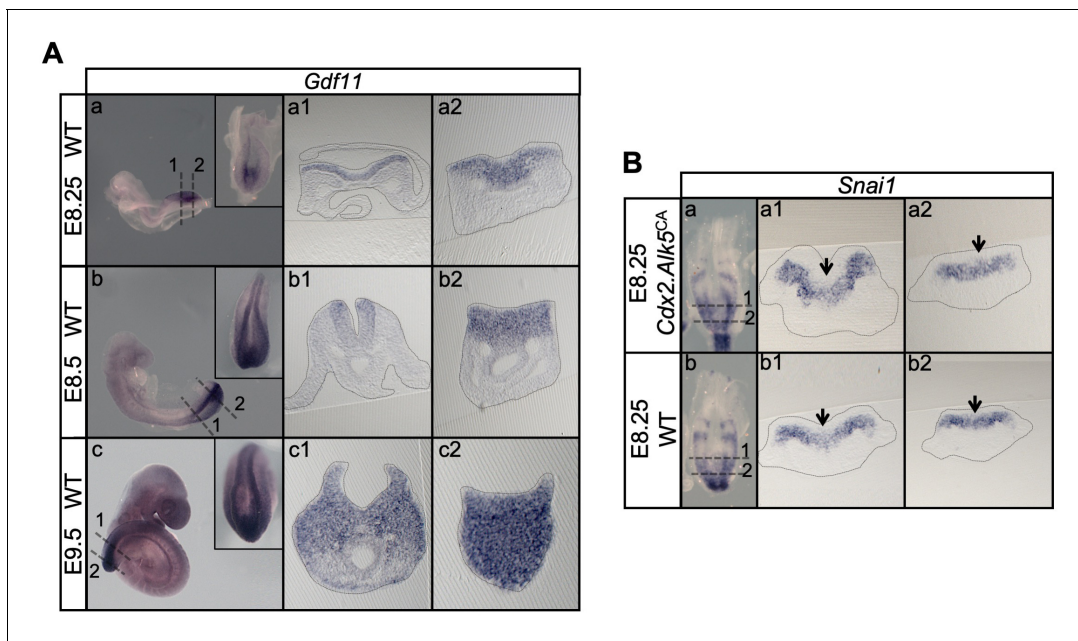 A
Gdf11
E8.25 WT
a
1 2
a1
a2
E8.5 WT
b
2
1
b1
b2
E9.5 WT
c
1
2
c1
c2
B
Snai1
E8.25
Cdx2.Alk5CA
a
1
2
a1
a2
E8.25
WT
b
1
2
b1
b2